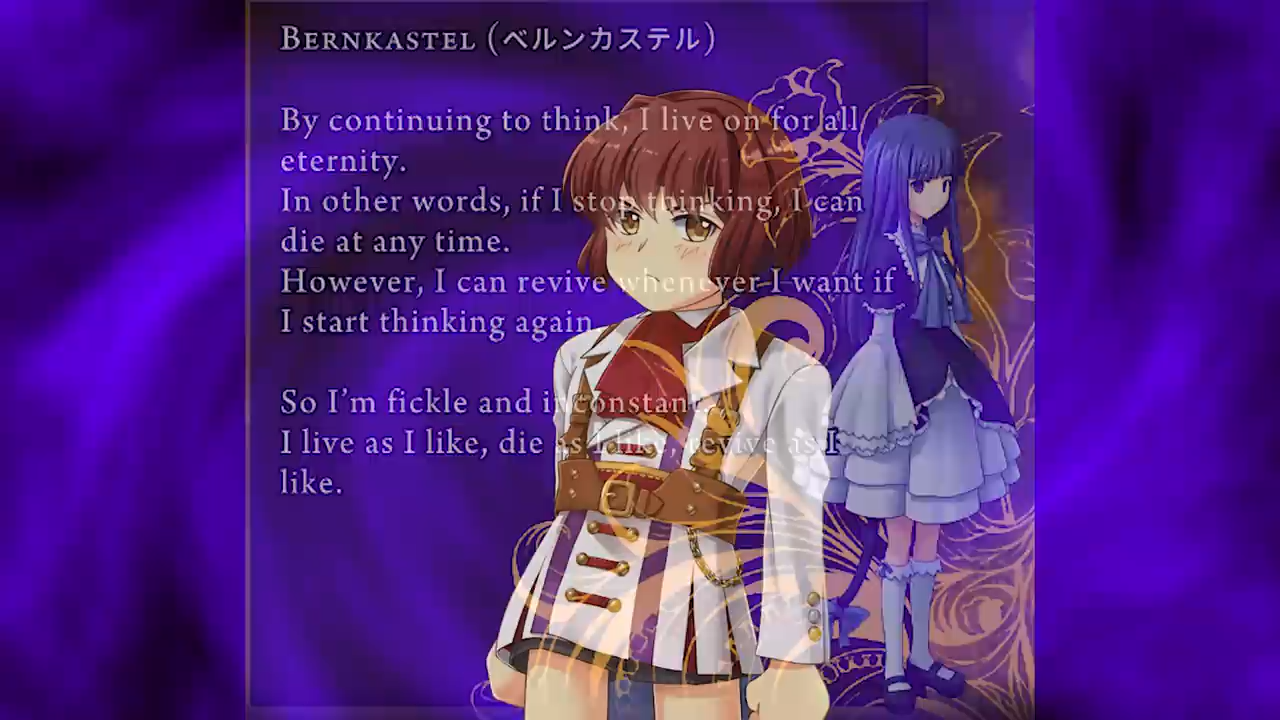 Bernkastel (ベルンカステル)
By continuing to think, I live on for all
eternity.
In other words, if I stop thinking, I can
die at any time.
However, I can revive whenever I want if
I start thinking again.
So I'm fickle and inconstant...
I live as I like, die as I like, revive as I
like.